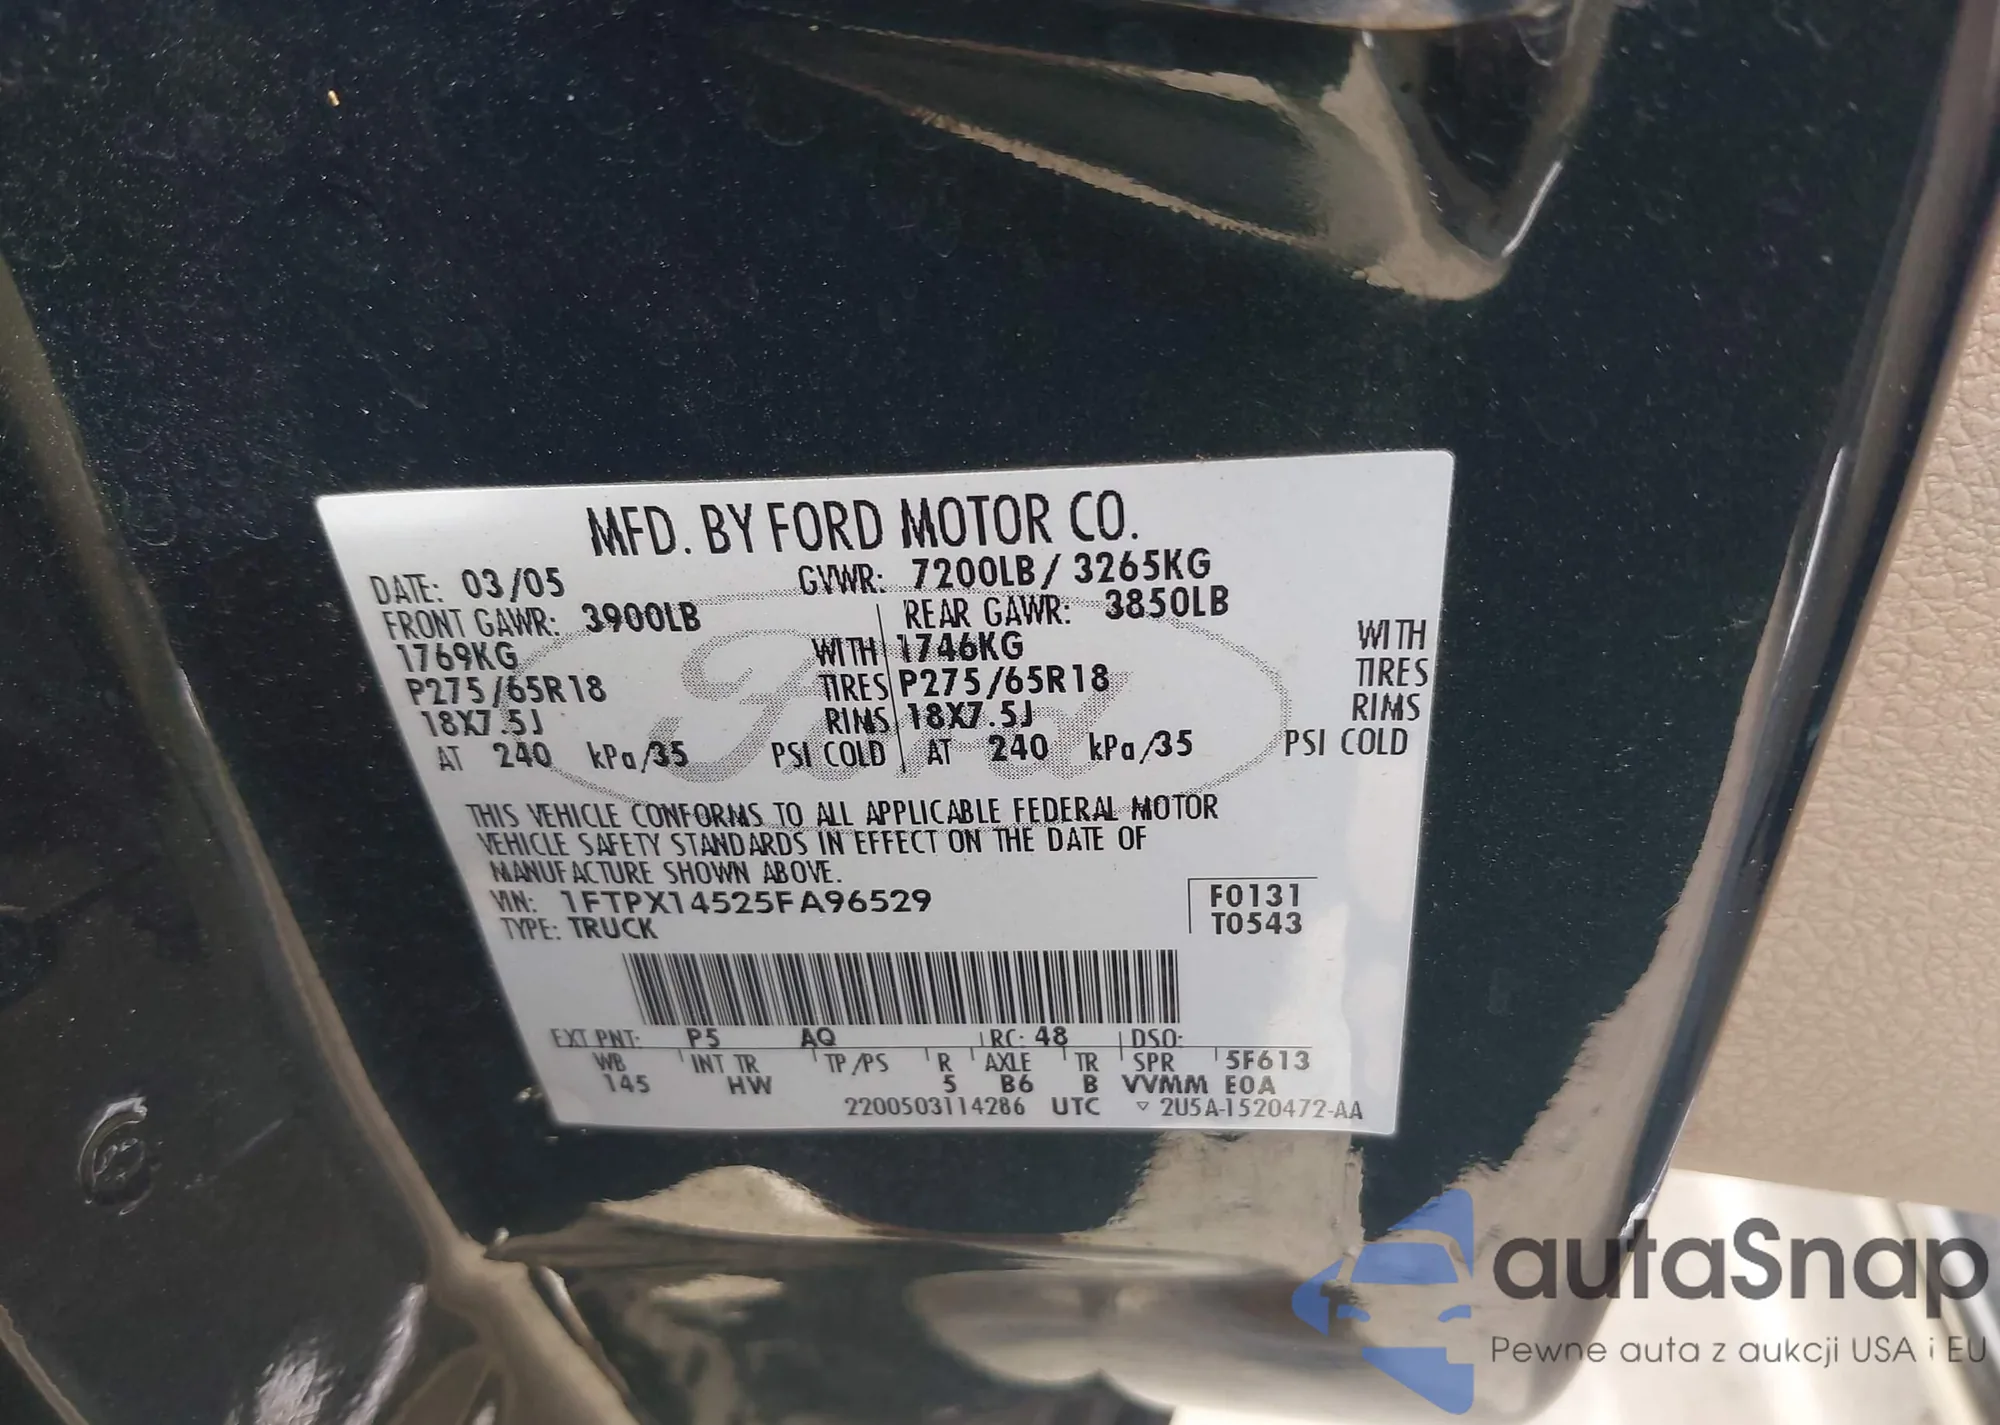 MFD. BY FORD MOTOR CO.
DATE: 03/05 GVWR: 7200LB / 3265KG
FRONT GAWR: 3900LB REAR GAWR: 3850LB
1769KG WITH 1746KG WITH
P275/65R18 TIRES P275/65R18 TIRES
18X7.5J RIMS 18X7.5J RIMS
AT 240 kPa/35 PSI COLD AT 240 kPa/35 PSI COLD
THIS VEHICLE CONFORMS TO ALL APPLICABLE FEDERAL MOTOR
VEHICLE SAFETY STANDARDS IN EFFECT ON THE DATE OF
MANUFACTURE SHOWN ABOVE.
VIN: 1FTPX14525FA96529 F0131
TYPE: TRUCK T0543
EXT PNT: P5 AQ RC: 48 DSO:
WB INT TR TP/PS R AXLE TR SPR 5F613
145 HW 5 B6 B VVMM E0A
2200503114286 UTC ▽ 2U5A-1520472-AA
Ford
autaSnap
Pewne auta z aukcji USA i EU